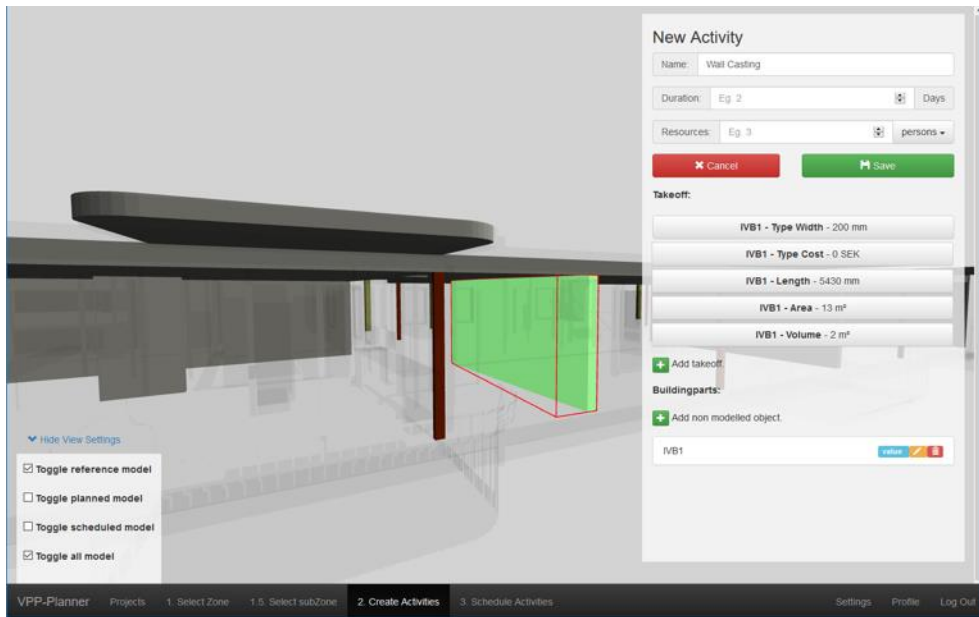 New Activity
Name: Wall Casting
Duration: Eg. 2 Days
Resources: Eg. 3 persons
Cancel Save
Takeoff:
IVB1 - Type Width - 200 mm
IVB1 - Type Cost - 0 SEK
IVB1 - Length - 5430 mm
IVB1 - Area - 13 m²
IVB1 - Volume - 2 m³
Add takeoff.
Buildingparts:
Add non modelled object.
IVB1 value
Hide View Settings
Toggle reference model
Toggle planned model
Toggle scheduled model
Toggle all model
VPP-Planner Projects 1. Select Zone 1.5. Select subZone 2. Create Activities 3. Schedule Activities Settings Profile Log Out